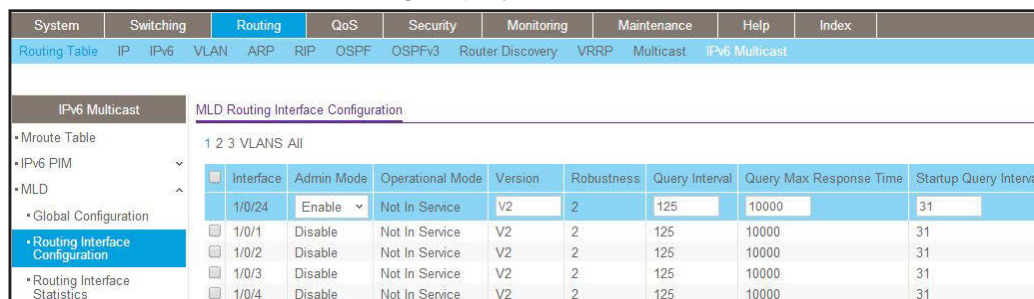 System Switching Routing QoS Security Monitoring Maintenance Help Index
Routing Table IP IPv6 VLAN ARP RIP OSPF OSPFv3 Router Discovery VRRP Multicast IPv6 Multicast
IPv6 Multicast
Mroute Table
IPv6 PIM
MLD
Global Configuration
Routing Interface
Configuration
Routing Interface
Statistics
MLD Routing Interface Configuration
1 2 3 VLANS All
Interface Admin Mode Operational Mode Version Robustness Query Interval Query Max Response Time Startup Query Interva
1/0/24 Enable Not In Service V2 2 125 10000 31
1/0/1 Disable Not In Service V2 2 125 10000 31
1/0/2 Disable Not In Service V2 2 125 10000 31
1/0/3 Disable Not In Service V2 2 125 10000 31
1/0/4 Disable Not In Service V2 2 125 10000 31